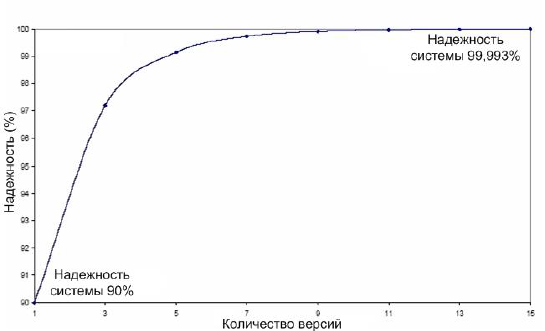 100
99
98
97
96
95
94
93
92
91
90
Надежность (%)
Надежность
системы 99,993%
Надежность
системы 90%
1 3 5 7 9 11 13 15
Количество версий